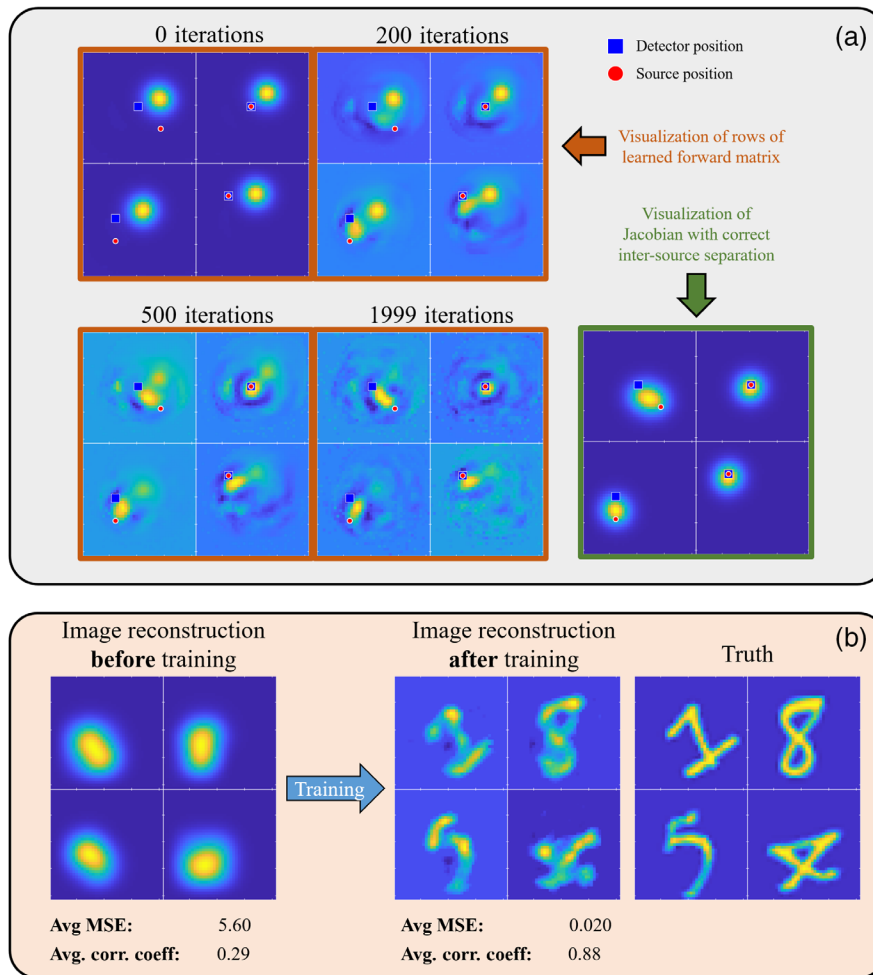 (a)
0 iterations
200 iterations
Detector position
Source position
Visualization of rows of
learned forward matrix
Visualization of
Jacobian with correct
inter-source separation
500 iterations
1999 iterations
(b)
Image reconstruction
before training
Image reconstruction
after training
Truth
Training
Avg MSE: 5.60
Avg. corr. coeff: 0.29
Avg MSE: 0.020
Avg. corr. coeff: 0.88